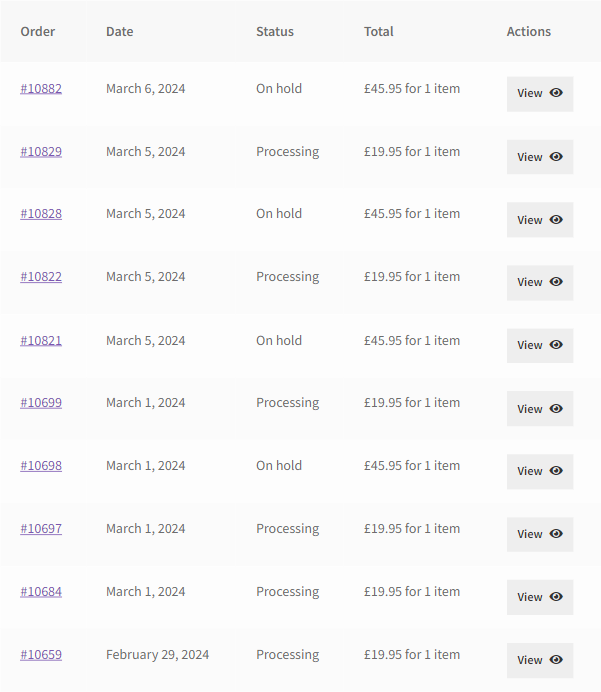 Order Date Status Total Actions
#10882 March 6, 2024 On hold £45.95 for 1 item View
#10829 March 5, 2024 Processing £19.95 for 1 item View
#10828 March 5, 2024 On hold £45.95 for 1 item View
#10822 March 5, 2024 Processing £19.95 for 1 item View
#10821 March 5, 2024 On hold £45.95 for 1 item View
#10699 March 1, 2024 Processing £19.95 for 1 item View
#10698 March 1, 2024 On hold £45.95 for 1 item View
#10697 March 1, 2024 Processing £19.95 for 1 item View
#10684 March 1, 2024 Processing £19.95 for 1 item View
#10659 February 29, 2024 Processing £19.95 for 1 item View